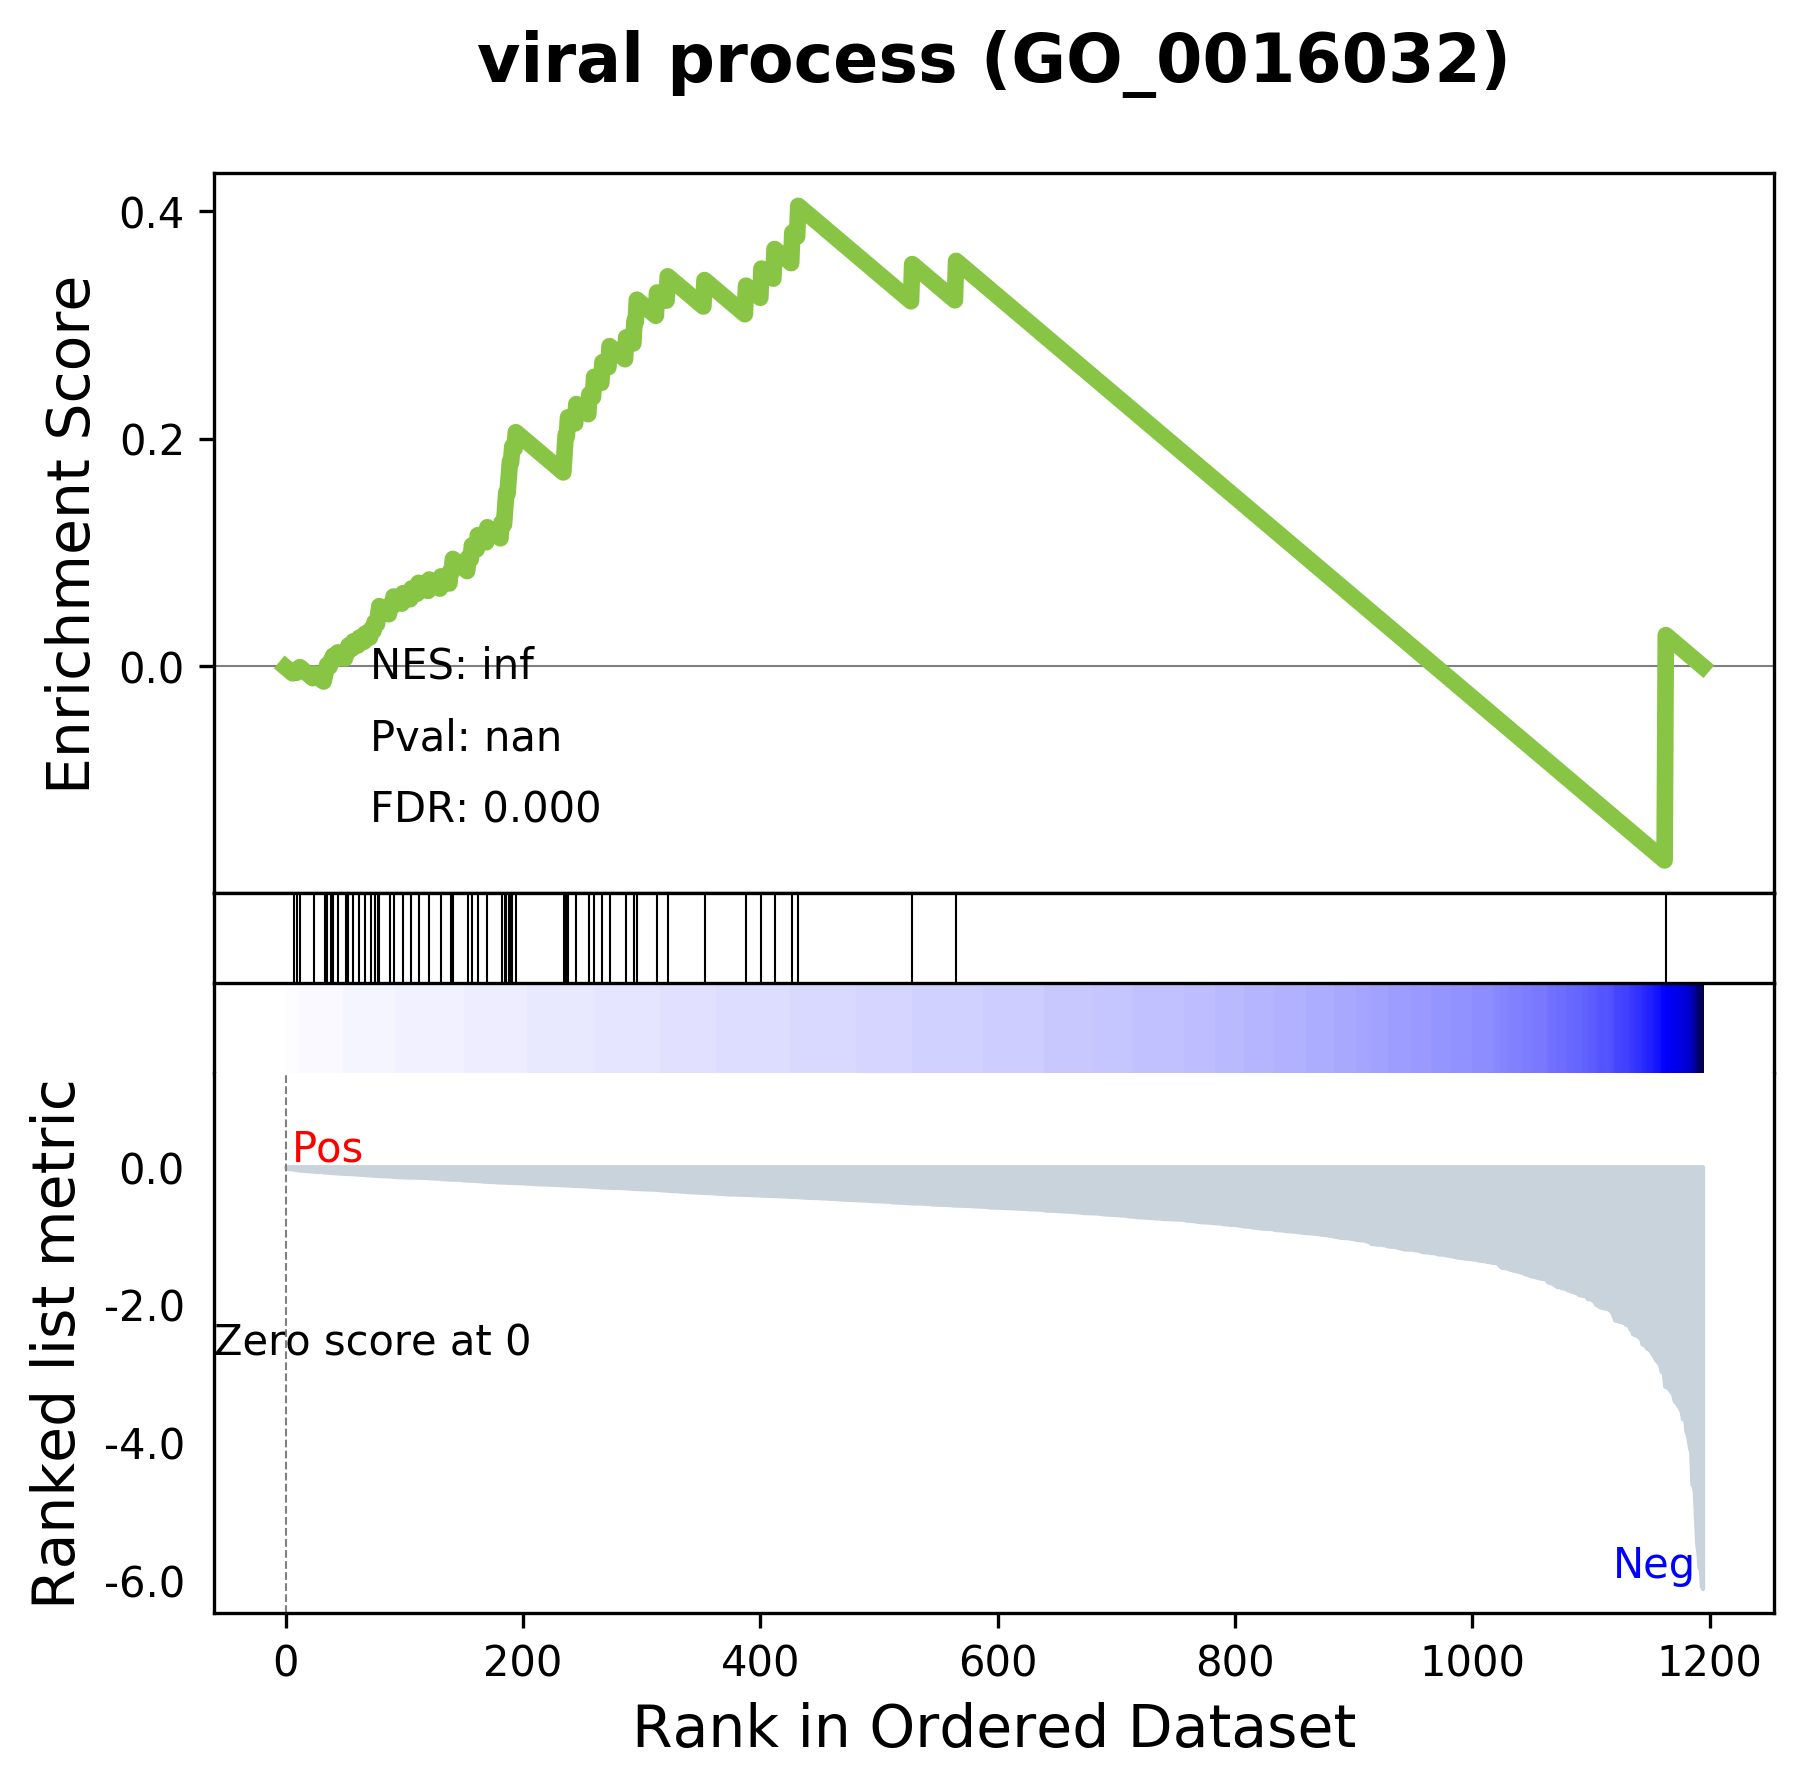 viral process (GO_0016032)
Enrichment Score
0.4
0.2
0.0
NES: inf
Pval: nan
FDR: 0.000
Ranked list metric
0.0
-2.0
-4.0
-6.0
Pos
Zero score at 0
Neg
0 200 400 600 800 1000 1200
Rank in Ordered Dataset